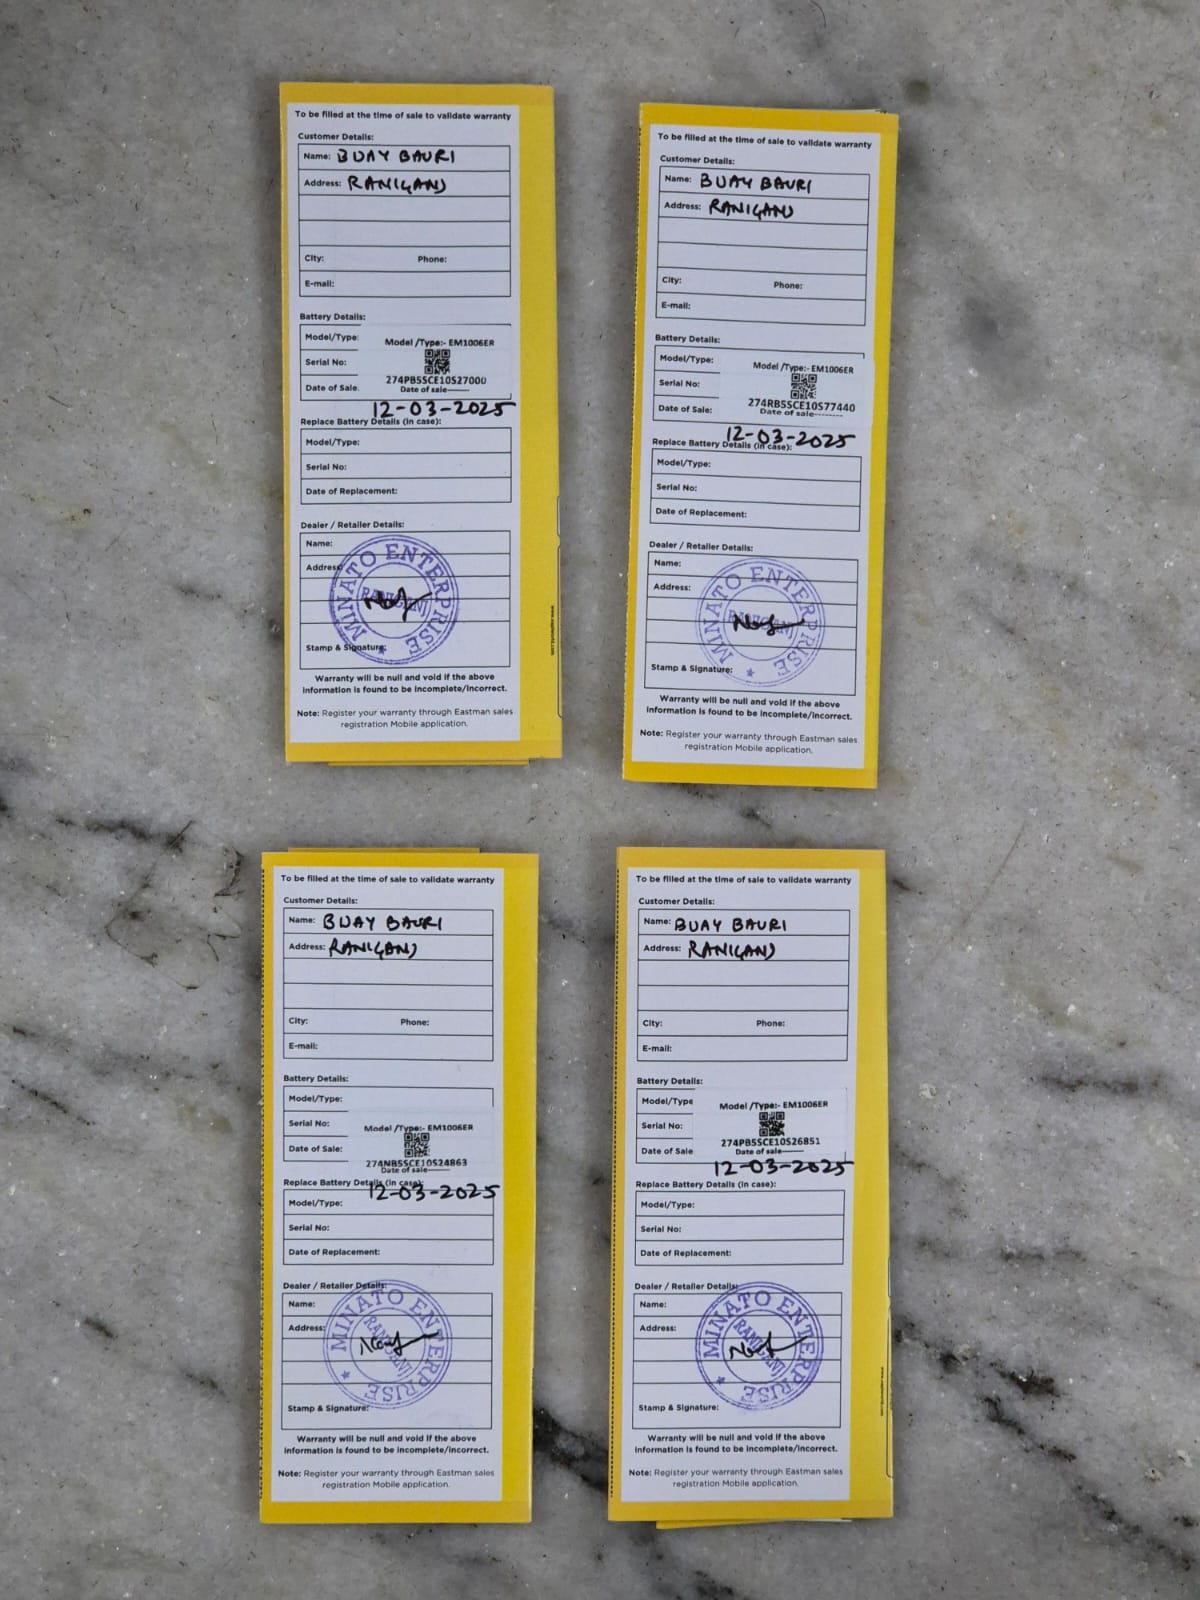 To be filled at the time of sale to validate warranty
Customer Details:
Name: BIJAY BAURI
Address: RANIGANJ
City: Phone:
E-mail:
Battery Details:
Model/Type: Model /Type:- EM1006ER
Serial No:
274PB5SCE10S27000
Date of Sale. Date of sale------
12-03-2025
Replace Battery Details (in case):
Model/Type:
Serial No:
Date of Replacement:
Dealer / Retailer Details:
Name:
Address:
MINATO ENTERPRISE
RANIGANJ
Stamp & Signature:
Warranty will be null and void if the above
information is found to be incomplete/incorrect.
Note: Register your warranty through Eastman sales
registration Mobile application.
To be filled at the time of sale to validate warranty
Customer Details:
Name: BIJAY BAURI
Address: RANIGANJ
City: Phone:
E-mail:
Battery Details:
Model/Type: Model /Type:- EM1006ER
Serial No:
274RB5SCE10S77440
Date of Sale: Date of sale--------
12-03-2025
Replace Battery Details (in case):
Model/Type:
Serial No:
Date of Replacement:
Dealer / Retailer Details:
Name:
Address:
MINATO ENTERPRISE
RANIGANJ
Stamp & Signature:
Warranty will be null and void if the above
information is found to be incomplete/incorrect.
Note: Register your warranty through Eastman sales
registration Mobile application.
To be filled at the time of sale to validate warranty
Customer Details:
Name: BIJAY BAURI
Address: RANIGANJ
City: Phone:
E-mail:
Battery Details:
Model/Type:
Serial No: Model /Type:- EM1006ER
Date of Sale:
274NB5SCE10S24863
Date of sale------
Replace Battery Details (in case):
12-03-2025
Model/Type:
Serial No:
Date of Replacement:
Dealer / Retailer Details:
Name:
Address:
MINATO ENTERPRISE
RANIGANJ
Stamp & Signature:
Warranty will be null and void if the above
information is found to be incomplete/incorrect.
Note: Register your warranty through Eastman sales
registration Mobile application.
To be filled at the time of sale to validate warranty
Customer Details:
Name: BIJAY BAURI
Address: RANIGANJ
City: Phone:
E-mail:
Battery Details:
Model/Type Model /Type:- EM1006ER
Serial No:
274PB5SCE10S26851
Date of Sale Date of sale------
12-03-2025
Replace Battery Details (in case):
Model/Type:
Serial No:
Date of Replacement:
Dealer / Retailer Details:
Name:
Address:
MINATO ENTERPRISE
RANIGANJ
Stamp & Signature:
Warranty will be null and void if the above
information is found to be incomplete/incorrect.
Note: Register your warranty through Eastman sales
registration Mobile application.